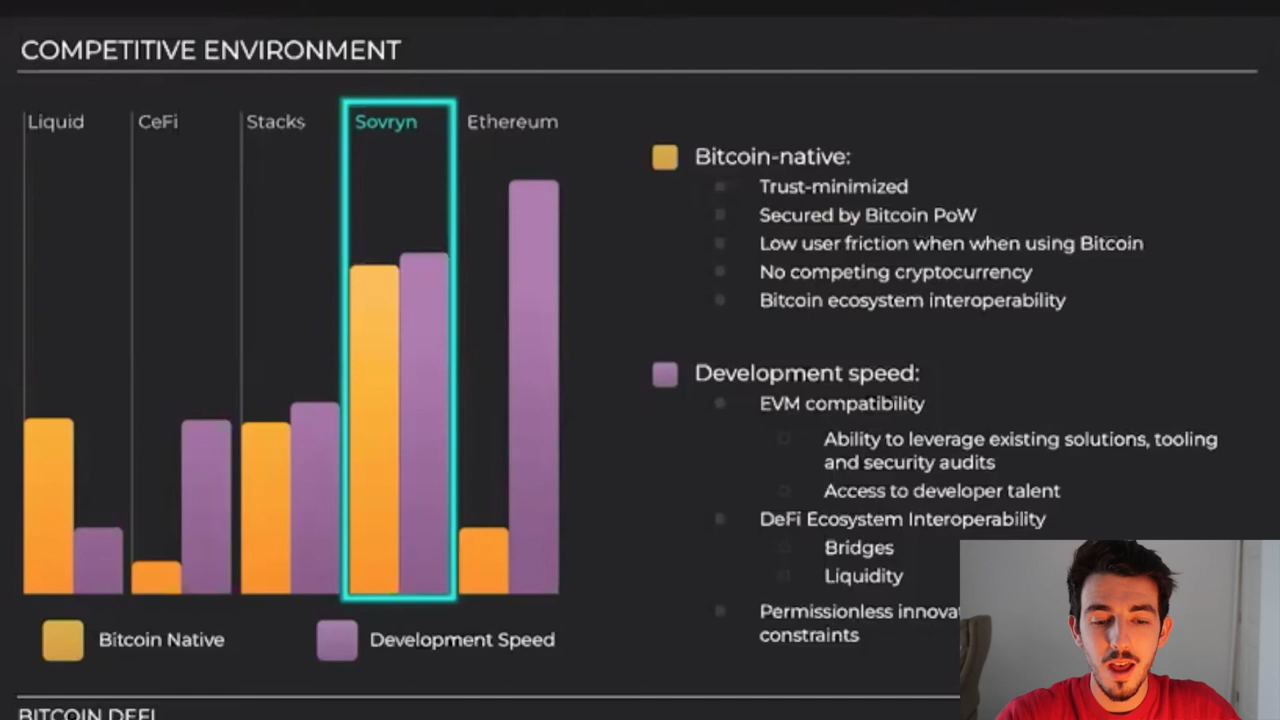 COMPETITIVE ENVIRONMENT
Liquid
CeFi
Stacks
Sovryn
Ethereum
Bitcoin Native
Development Speed
Bitcoin-native:
Trust-minimized
Secured by Bitcoin PoW
Low user friction when when using Bitcoin
No competing cryptocurrency
Bitcoin ecosystem interoperability
Development speed:
EVM compatibility
Ability to leverage existing solutions, tooling
and security audits
Access to developer talent
DeFi Ecosystem Interoperability
Bridges
Liquidity
Permissionless
constraints
BITCOIN DEFI